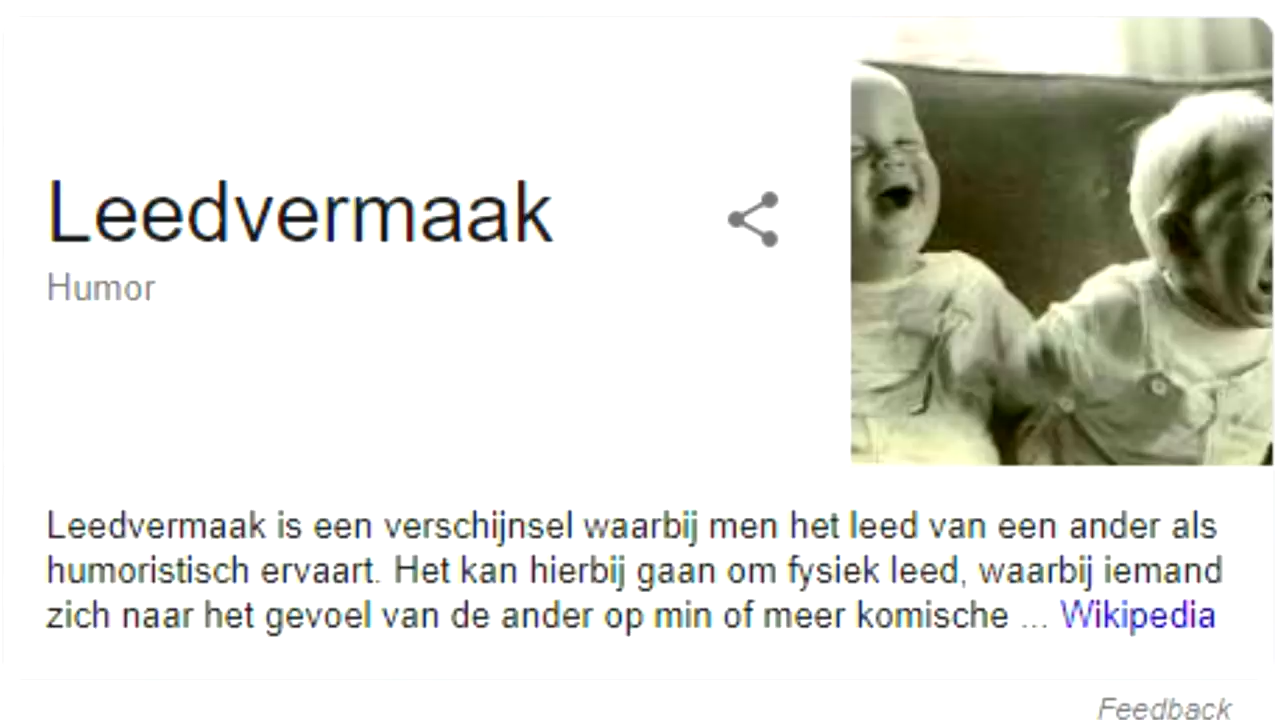 Leedvermaak
Humor
Leedvermaak is een verschijnsel waarbij men het leed van een ander als
humoristisch ervaart. Het kan hierbij gaan om fysiek leed, waarbij iemand
zich naar het gevoel van de ander op min of meer komische ... Wikipedia
Feedback